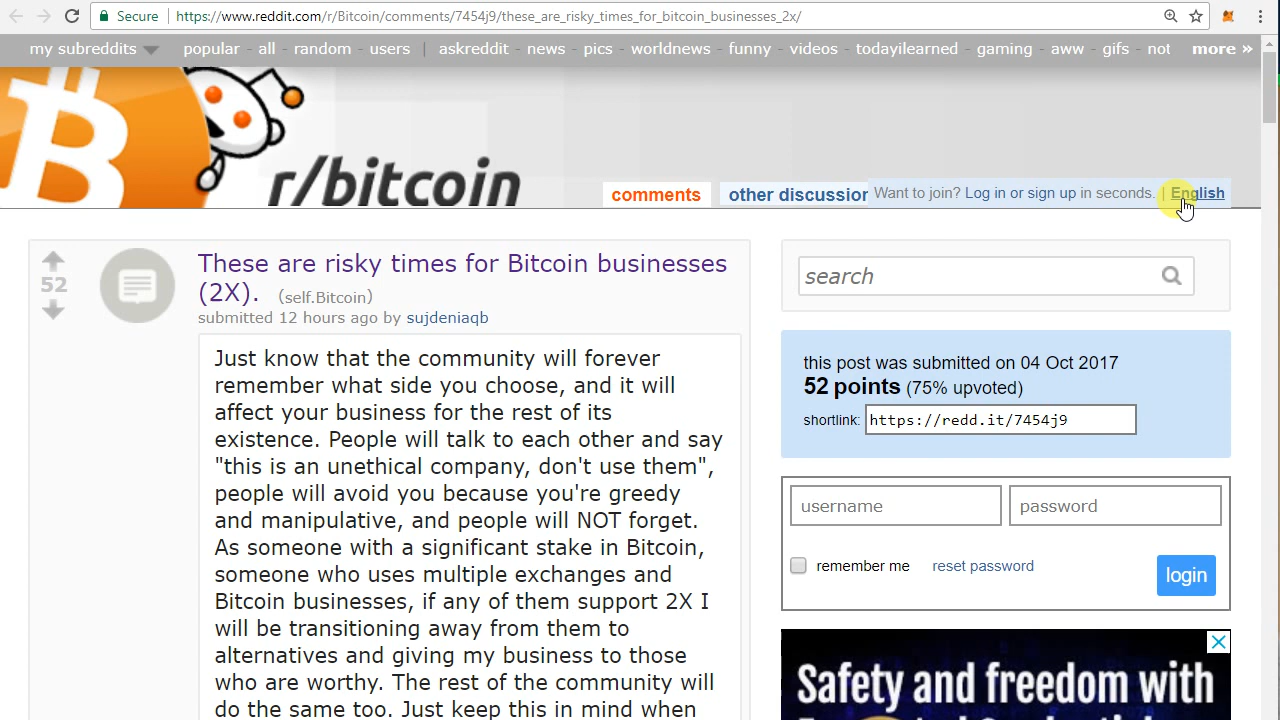 Secure | https://www.reddit.com/r/Bitcoin/comments/7454j9/these_are_risky_times_for_bitcoin_businesses_2x/
my subreddits popular - all - random - users | askreddit - news - pics - worldnews - funny - videos - todayilearned - gaming - aww - gifs - not more »
r/bitcoin
comments other discussion Want to join? Log in or sign up in seconds. | English
52
These are risky times for Bitcoin businesses
(2X). (self.Bitcoin)
submitted 12 hours ago by sujdeniaqb
Just know that the community will forever
remember what side you choose, and it will
affect your business for the rest of its
existence. People will talk to each other and say
"this is an unethical company, don't use them",
people will avoid you because you're greedy
and manipulative, and people will NOT forget.
As someone with a significant stake in Bitcoin,
someone who uses multiple exchanges and
Bitcoin businesses, if any of them support 2X I
will be transitioning away from them to
alternatives and giving my business to those
who are worthy. The rest of the community will
do the same too. Just keep this in mind when
search
this post was submitted on 04 Oct 2017
52 points (75% upvoted)
shortlink: https://redd.it/7454j9
username password
remember me reset password login
Safety and freedom with